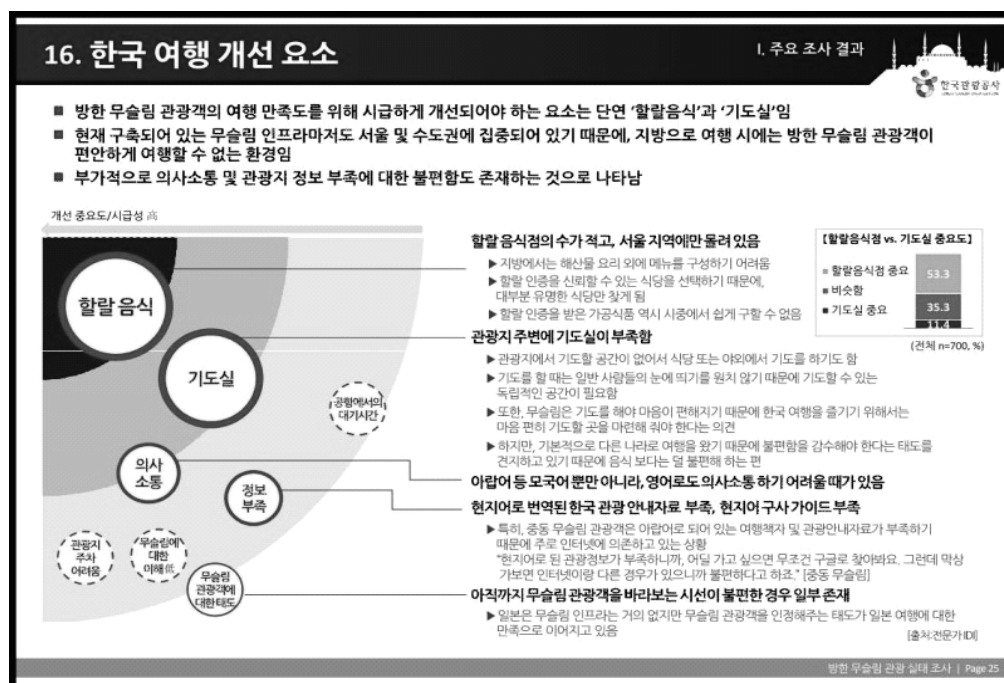 16. 한국 여행 개선 요소
I. 주요 조사 결과
한국관광공사
■ 방한 무슬림 관광객의 여행 만족도를 위해 시급하게 개선되어야 하는 요소는 단연 '할랄음식'과 '기도실'임
■ 현재 구축되어 있는 무슬림 인프라마저도 서울 및 수도권에 집중되어 있기 때문에, 지방으로 여행 시에는 방한 무슬림 관광객이
편안하게 여행할 수 없는 환경임
■ 부가적으로 의사소통 및 관광지 정보 부족에 대한 불편함도 존재하는 것으로 나타남
개선 중요도/시급성 高
할랄 음식
기도실
공항에서의
대기시간
의사
소통
정보
부족
관광지
주차
어려움
무슬림에
대한
이해 低
무슬림
관광객에
대한 태도
할랄 음식점의 수가 적고, 서울 지역에만 몰려 있음
▶ 지방에서는 해산물 요리 외에 메뉴를 구성하기 어려움
▶ 할랄 인증을 신뢰할 수 있는 식당을 선택하기 때문에,
대부분 유명한 식당만 찾게 됨
▶ 할랄 인증을 받은 가공식품 역시 시중에서 쉽게 구할 수 없음
【할랄음식점 vs. 기도실 중요도】
■ 할랄음식점 중요
■ 비슷함
■ 기도실 중요
53.3
35.3
11.4
(전체 n=700, %)
관광지 주변에 기도실이 부족함
▶ 관광지에서 기도할 공간이 없어서 식당 또는 야외에서 기도를 하기도 함
▶ 기도를 할 때는 일반 사람들의 눈에 띄기를 원치 않기 때문에 기도할 수 있는
독립적인 공간이 필요함
▶ 또한, 무슬림은 기도를 해야 마음이 편해지기 때문에 한국 여행을 즐기기 위해서는
마음 편히 기도할 곳을 마련해 줘야 한다는 의견
▶ 하지만, 기본적으로 다른 나라로 여행을 왔기 때문에 불편함을 감수해야 한다는 태도를
견지하고 있기 때문에 음식 보다는 덜 불편해 하는 편
아랍어 등 모국어 뿐만 아니라, 영어로도 의사소통 하기 어려울 때가 있음
현지어로 번역된 한국 관광 안내자료 부족, 현지어 구사 가이드 부족
▶ 특히, 중동 무슬림 관광객은 아랍어로 되어 있는 여행책자 및 관광안내자료가 부족하기
때문에 주로 인터넷에 의존하고 있는 상황
"현지어로 된 관광정보가 부족하니까, 어딜 가고 싶으면 무조건 구글로 찾아봐요. 그런데 막상
가보면 인터넷이랑 다른 경우가 있으니까 불편하다고 하죠." [중동 무슬림]
아직까지 무슬림 관광객을 바라보는 시선이 불편한 경우 일부 존재
▶ 일본은 무슬림 인프라는 거의 없지만 무슬림 관광객을 인정해주는 태도가 일본 여행에 대한
만족으로 이어지고 있음
[출처:전문가 IDI]
방한 무슬림 관광 실태 조사 | Page 25